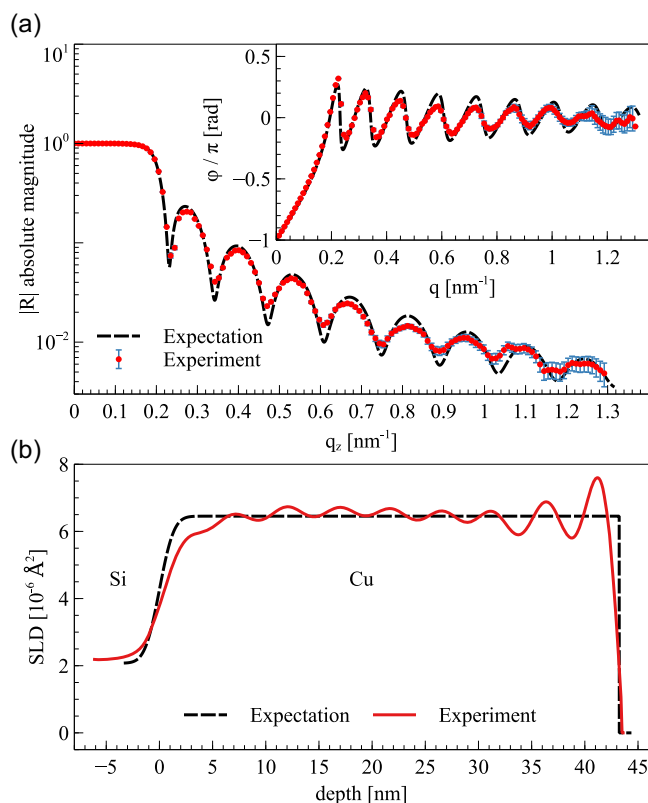 (a)
10¹
10⁰
10⁻²
|R| absolute magnitude
0 0.1 0.2 0.3 0.4 0.5 0.6 0.7 0.8 0.9 1 1.1 1.2 1.3
q_z [nm⁻¹]
Expectation
Experiment
0.5
0
−0.5
−1
φ / π [rad]
0 0.2 0.4 0.6 0.8 1 1.2
q [nm⁻¹]
(b)
8
6
4
2
0
SLD [10⁻⁶ Å²]
Si
Cu
Expectation
Experiment
−5 0 5 10 15 20 25 30 35 40 45
depth [nm]